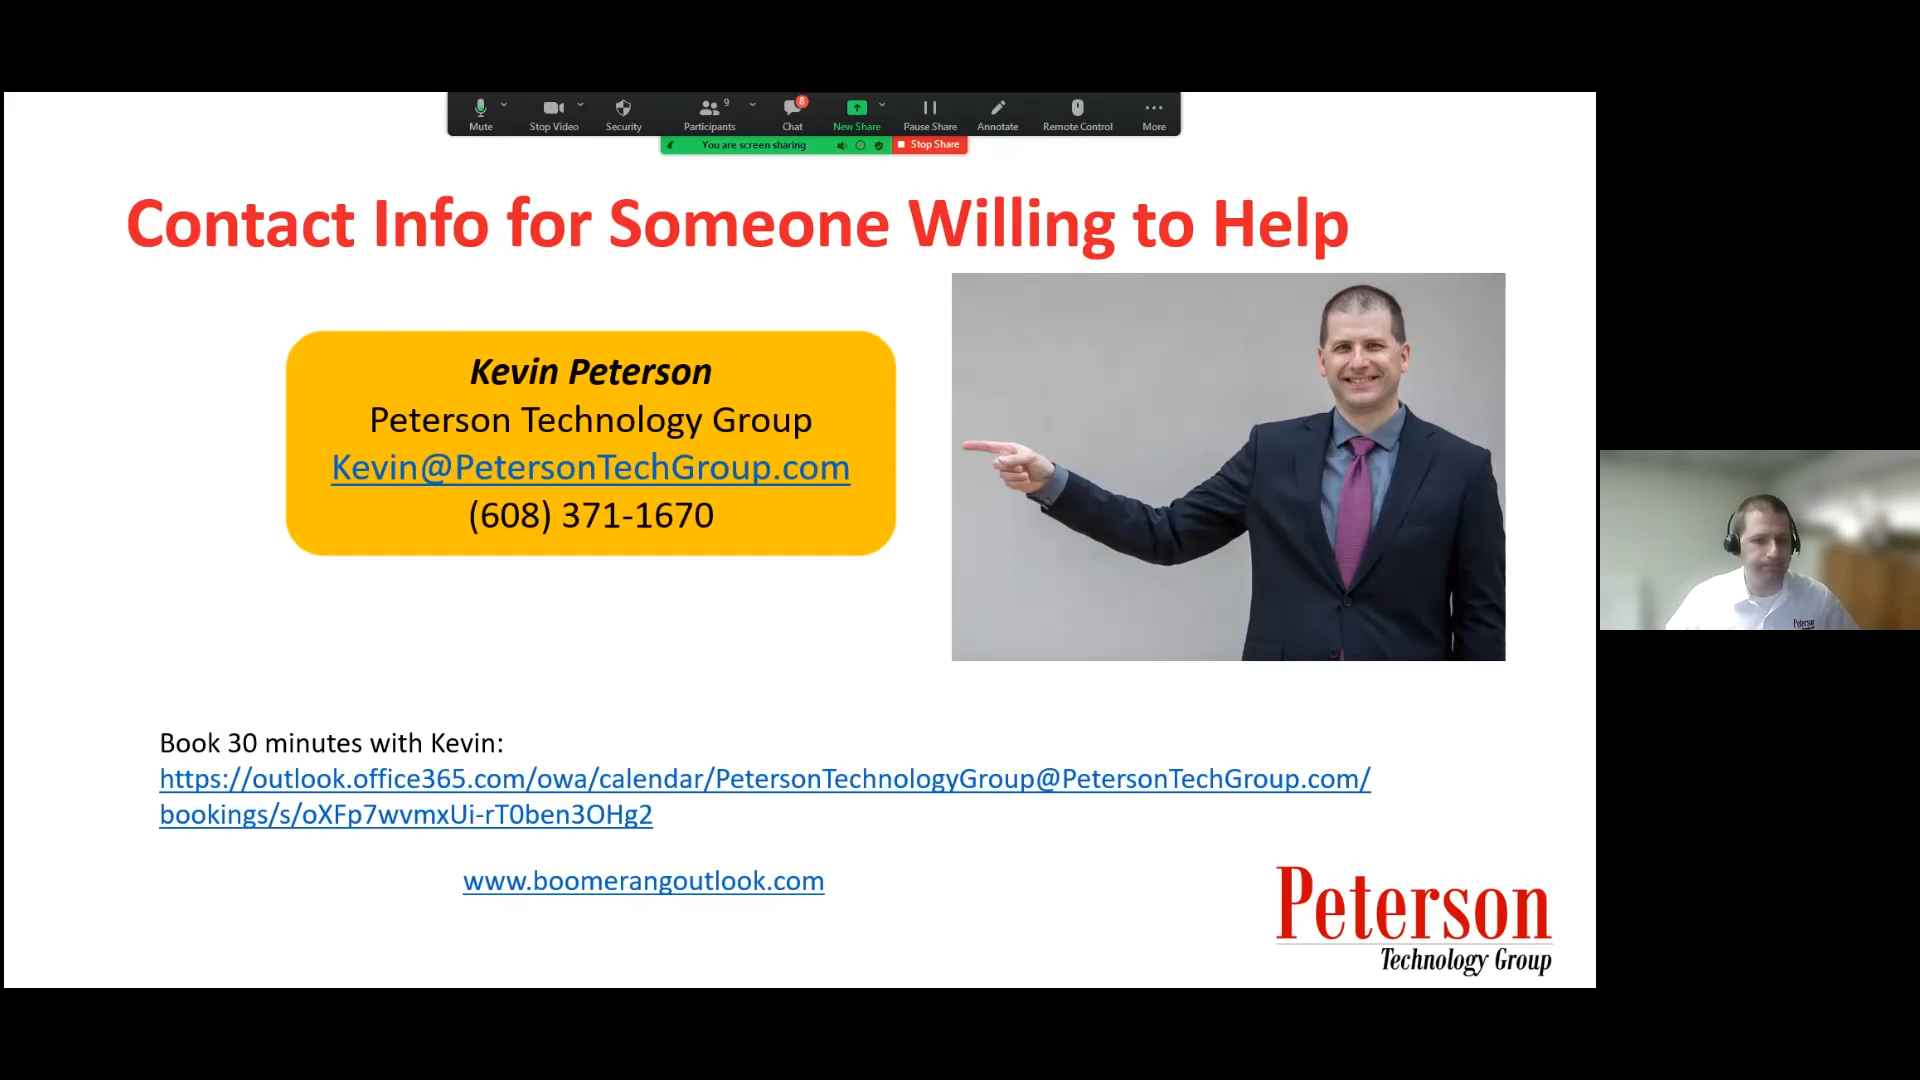 Mute
Stop Video
Security
9
Participants
8
Chat
New Share
Pause Share
Annotate
Remote Control
More
You are screen sharing
Stop Share
Contact Info for Someone Willing to Help
Kevin Peterson
Peterson Technology Group
Kevin@PetersonTechGroup.com
(608) 371-1670
Book 30 minutes with Kevin:
https://outlook.office365.com/owa/calendar/PetersonTechnologyGroup@PetersonTechGroup.com/
bookings/s/oXFp7wvmxUi-rT0ben3OHg2
www.boomerangoutlook.com
Peterson
Technology Group
Peterson